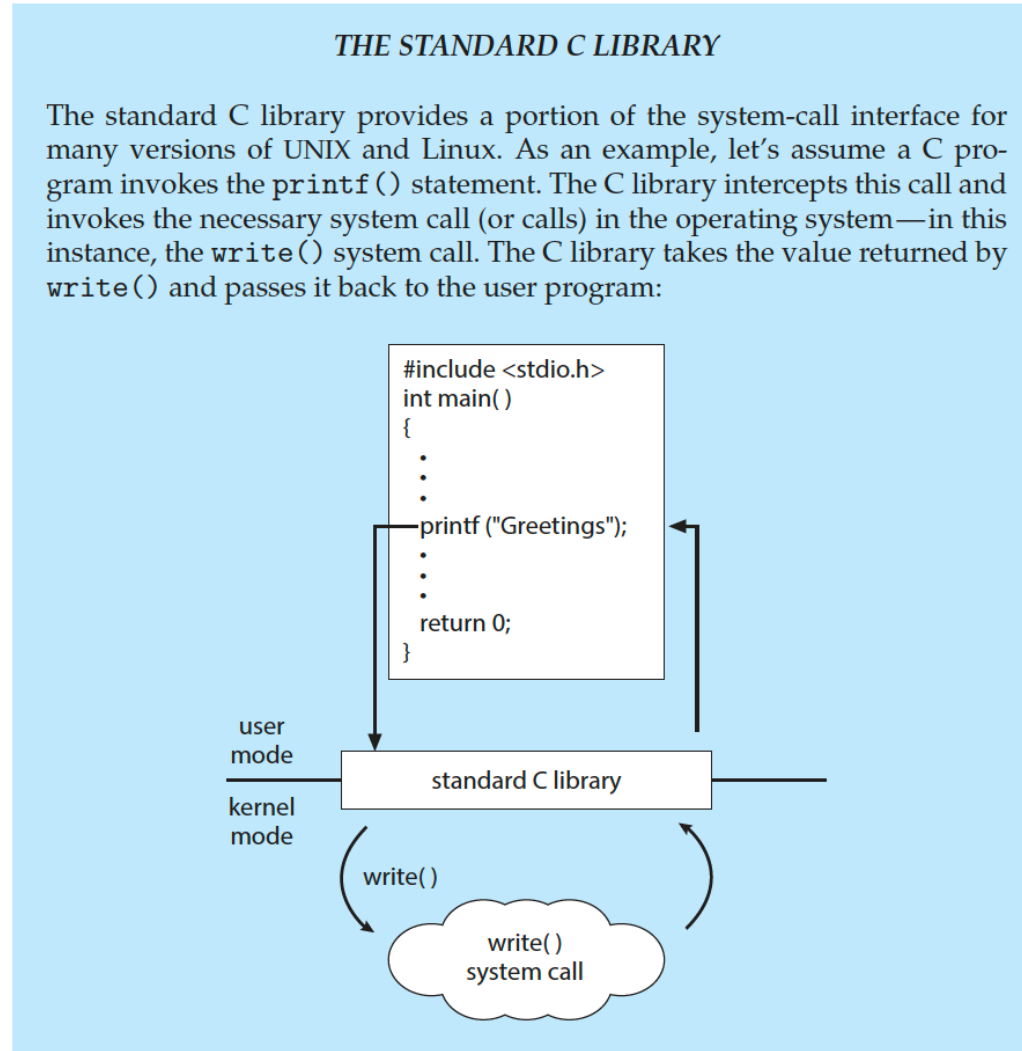 THE STANDARD C LIBRARY
The standard C library provides a portion of the system-call interface for
many versions of UNIX and Linux. As an example, let's assume a C pro-
gram invokes the printf() statement. The C library intercepts this call and
invokes the necessary system call (or calls) in the operating system—in this
instance, the write() system call. The C library takes the value returned by
write() and passes it back to the user program:
#include <stdio.h>
int main( )
{
•
•
•
printf ("Greetings");
•
•
•
return 0;
}
user
mode
standard C library
kernel
mode
write( )
write( )
system call